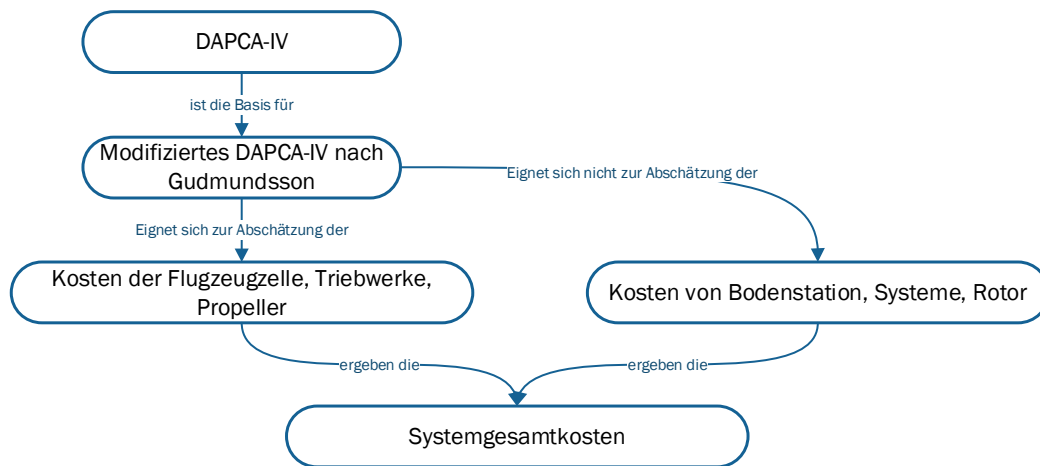 DAPCA-IV
ist die Basis für
Modifiziertes DAPCA-IV nach
Gudmundsson
Eignet sich nicht zur Abschätzung der
Eignet sich zur Abschätzung der
Kosten der Flugzeugzelle, Triebwerke,
Propeller
Kosten von Bodenstation, Systeme, Rotor
ergeben die
ergeben die
Systemgesamtkosten